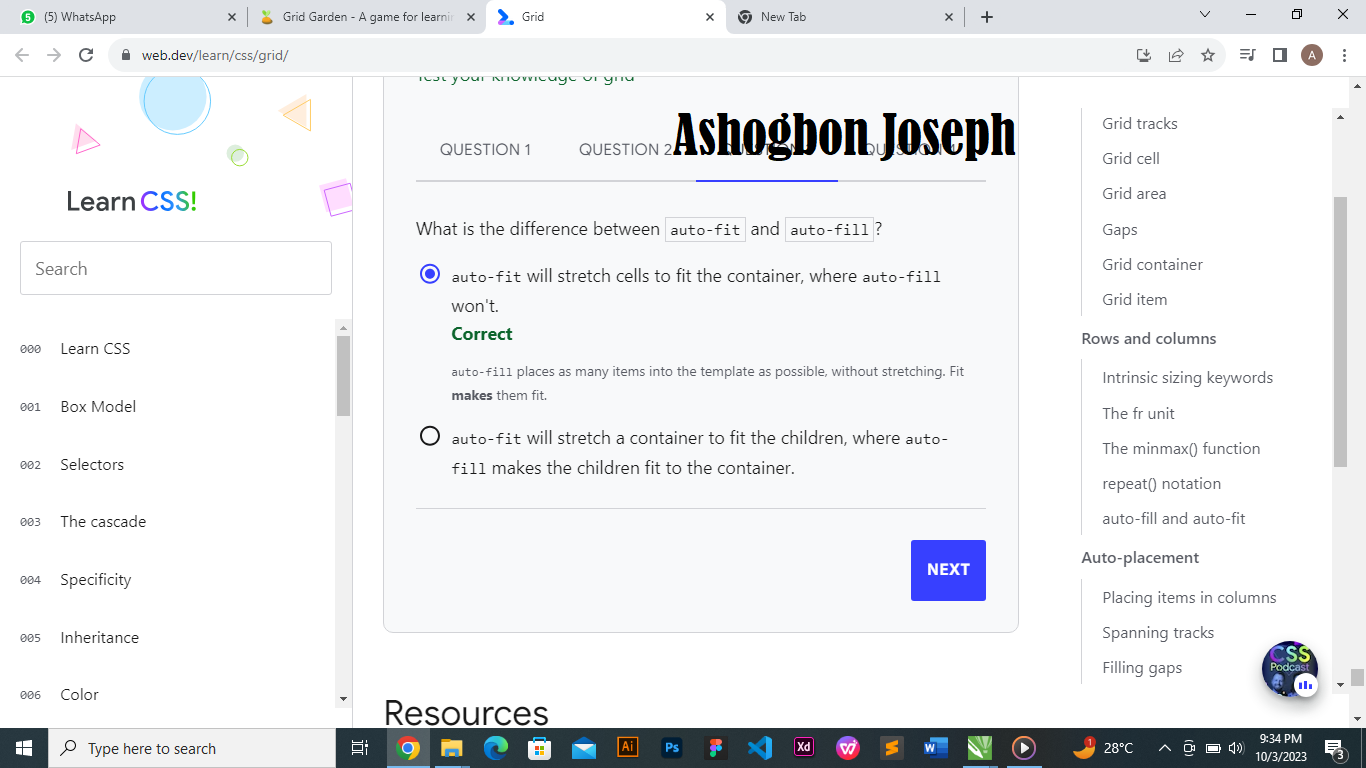 (5) WhatsApp
Grid Garden - A game for learnin
Grid
New Tab
web.dev/learn/css/grid/
A
Test your knowledge of grid
Ashogbon Joseph
QUESTION 1
QUESTION 2
Learn CSS!
Search
000 Learn CSS
001 Box Model
002 Selectors
003 The cascade
004 Specificity
005 Inheritance
006 Color
What is the difference between auto-fit and auto-fill?
auto-fit will stretch cells to fit the container, where auto-fill
won't.
Correct
auto-fill places as many items into the template as possible, without stretching. Fit
makes them fit.
auto-fit will stretch a container to fit the children, where auto-
fill makes the children fit to the container.
NEXT
Resources
Grid tracks
Grid cell
Grid area
Gaps
Grid container
Grid item
Rows and columns
Intrinsic sizing keywords
The fr unit
The minmax() function
repeat() notation
auto-fill and auto-fit
Auto-placement
Placing items in columns
Spanning tracks
Filling gaps
CSS
Podcast
Type here to search
Ai
Ps
Xd
W
1
28°C
9:34 PM
10/3/2023
3